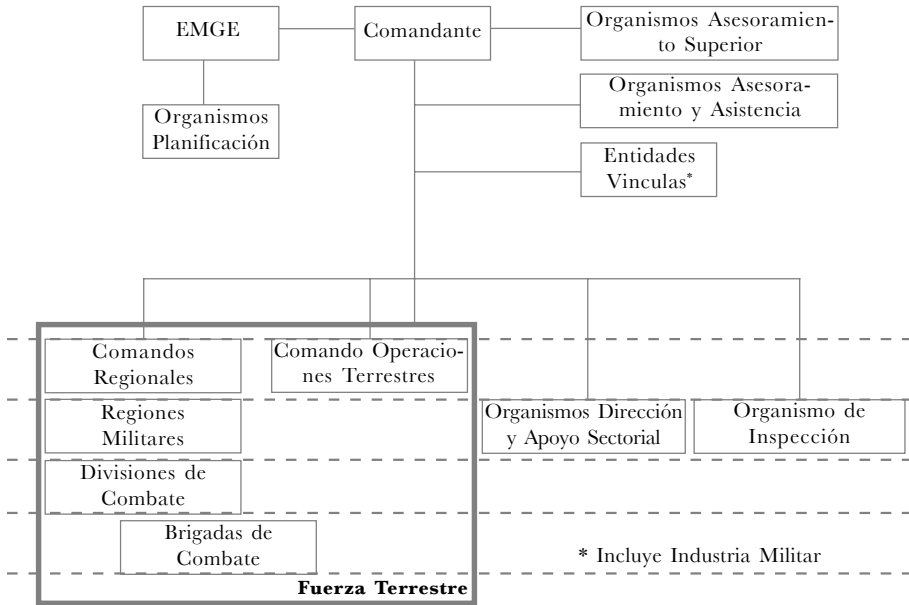 EMGE
Comandante
Organismos Asesoramien-
to Superior
Organismos Asesora-
miento y Asistencia
Organismos
Planificación
Entidades
Vinculas*
Comandos
Regionales
Comando Operacio-
nes Terrestres
Regiones
Militares
Organismos Dirección
y Apoyo Sectorial
Organismo de
Inspección
Divisiones de
Combate
Brigadas de
Combate
* Incluye Industria Militar
Fuerza Terrestre